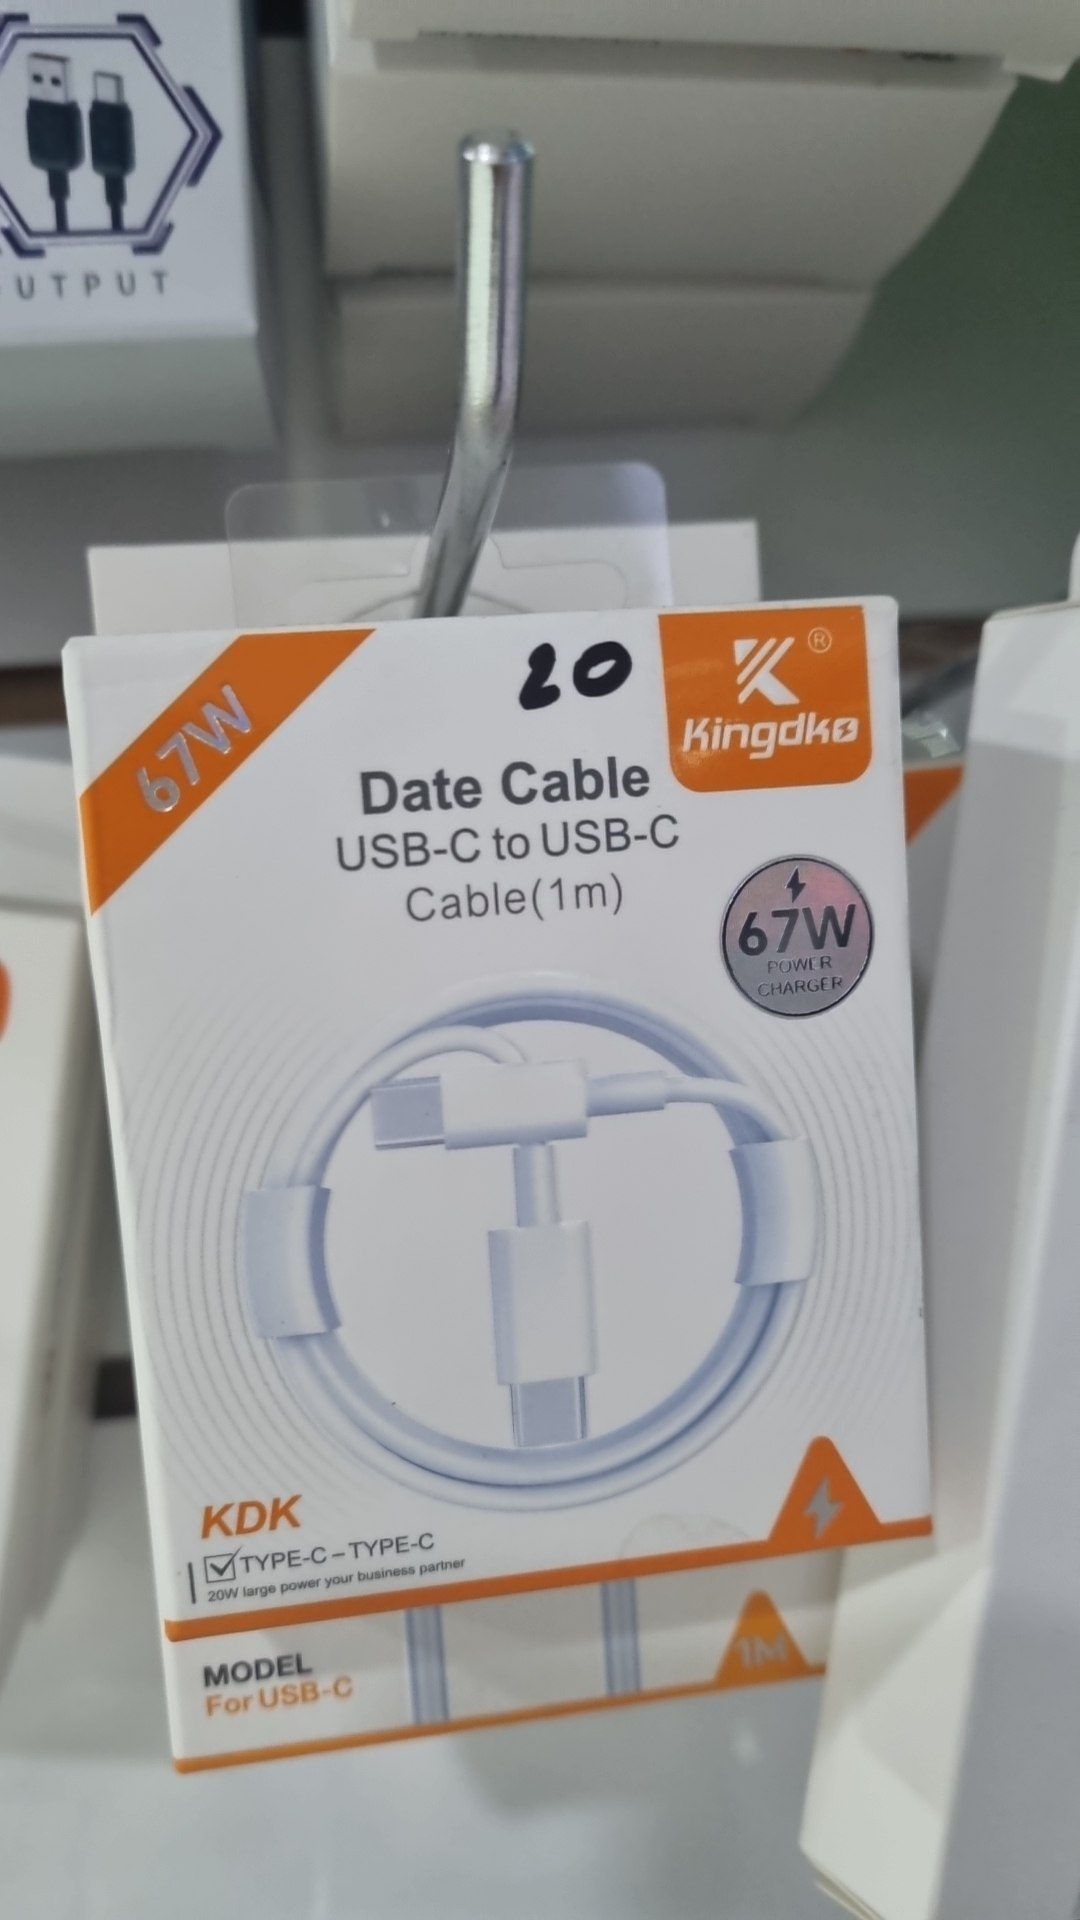 UTPUT
20
67W
K ®
Kingdko
Date Cable
USB-C to USB-C
Cable(1m)
67W
POWER
CHARGER
KDK
TYPE-C – TYPE-C
20W large power your business partner
MODEL
For USB-C
1M